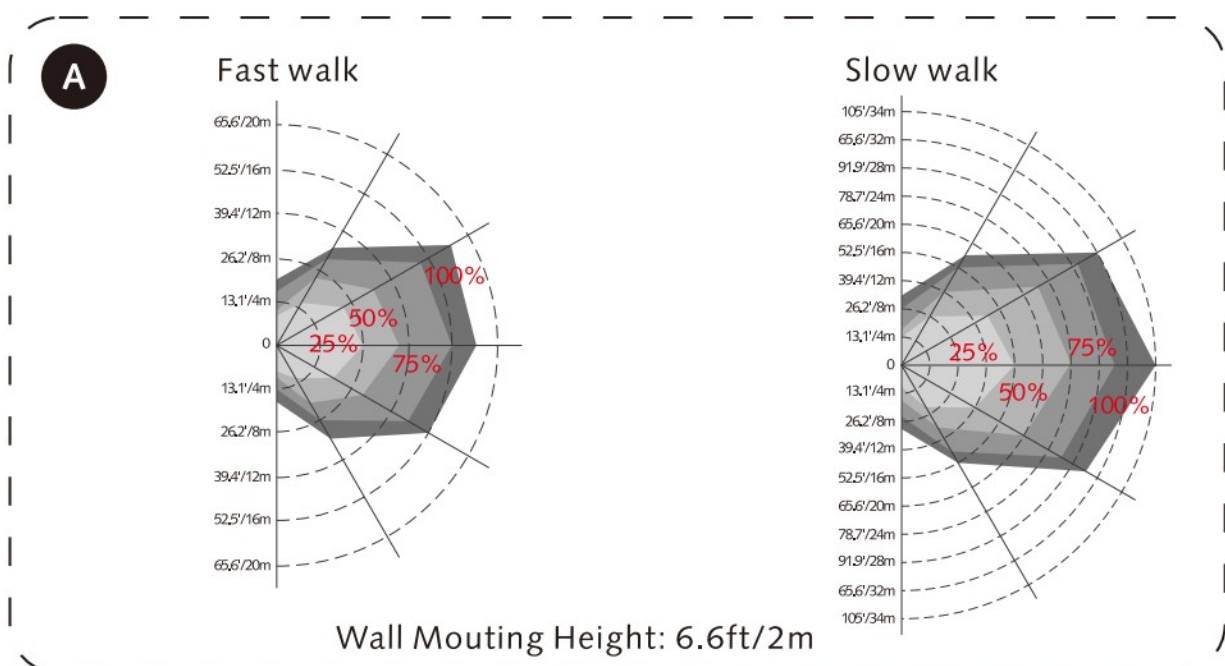 A
Fast walk
65.6'/20m
52.5'/16m
39.4'/12m
26.2'/8m
13.1'/4m
0
13.1'/4m
26.2'/8m
39.4'/12m
52.5'/16m
65.6'/20m
100%
50%
25%
75%
Slow walk
105'/34m
65.6'/32m
91.9'/28m
78.7'/24m
65.6'/20m
52.5'/16m
39.4'/12m
26.2'/8m
13.1'/4m
0
13.1'/4m
26.2'/8m
39.4'/12m
52.5'/16m
65.6'/20m
78.7'/24m
91.9'/28m
65.6'/32m
105'/34m
25%
75%
50%
100%
Wall Mouting Height: 6.6ft/2m